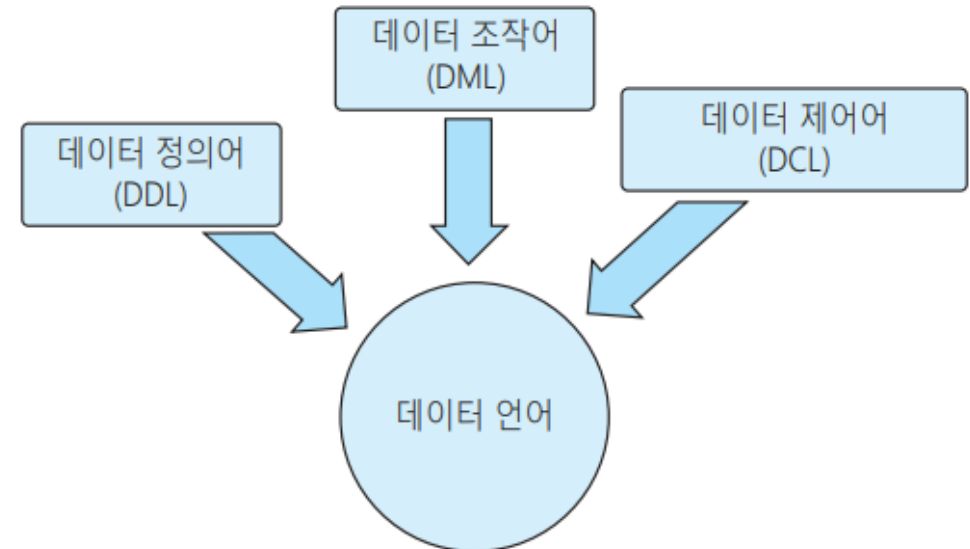 데이터 조작어
(DML)
데이터 제어어
(DCL)
데이터 정의어
(DDL)
데이터 언어